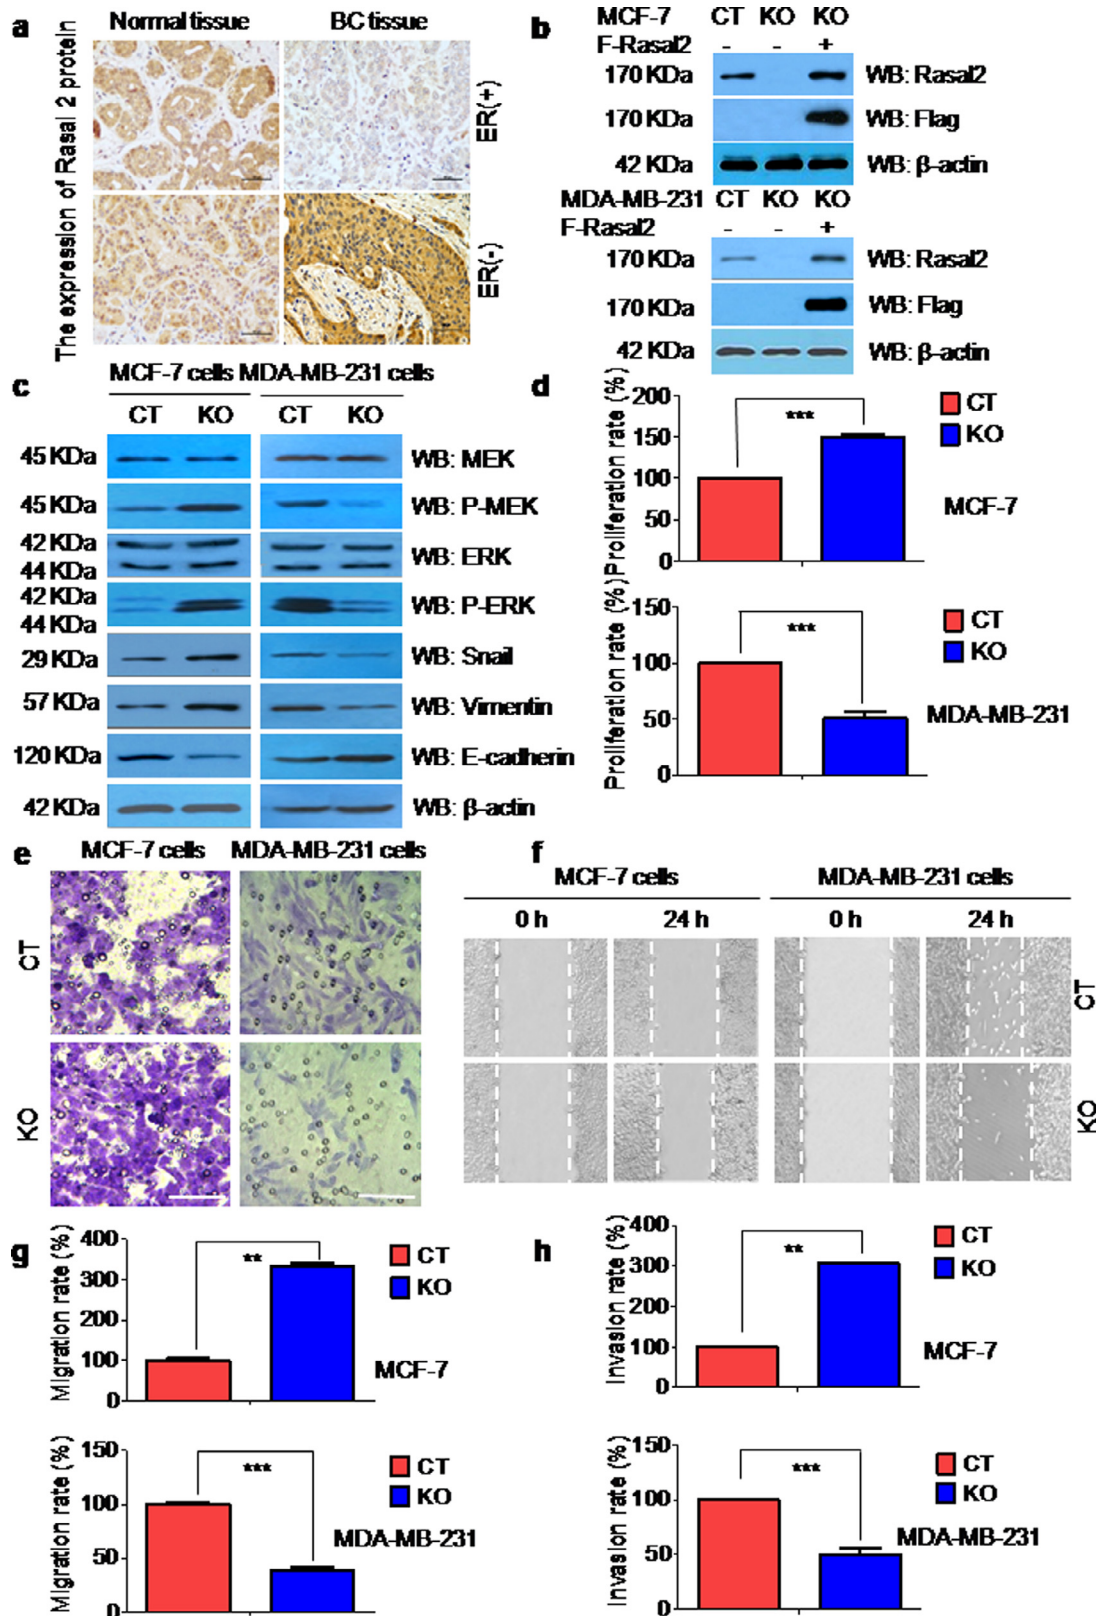 a
Normal tissue BC tissue
The expression of Rasal 2 protein
ER(+)
ER(-)
b
MCF-7 CT KO KO
F-Rasal2 - - +
170 KDa WB: Rasal2
170 KDa WB: Flag
42 KDa WB: β-actin
MDA-MB-231 CT KO KO
F-Rasal2 - - +
170 KDa WB: Rasal2
170 KDa WB: Flag
42 KDa WB: β-actin
c
MCF-7 cells MDA-MB-231 cells
CT KO CT KO
45 KDa WB: MEK
45 KDa WB: P-MEK
42 KDa
44 KDa WB: ERK
42 KDa
44 KDa WB: P-ERK
29 KDa WB: Snail
57 KDa WB: Vimentin
120 KDa WB: E-cadherin
42 KDa WB: β-actin
d
Proliferation rate (%)
200
150
100
50
0
***
CT
KO
MCF-7
Proliferation rate (%)
150
100
50
0
***
CT
KO
MDA-MB-231
e
MCF-7 cells MDA-MB-231 cells
CT
KO
f
MCF-7 cells MDA-MB-231 cells
0 h 24 h 0 h 24 h
CT
KO
g
Migration rate (%)
400
300
200
100
0
**
CT
KO
MCF-7
Migration rate (%)
150
100
50
0
***
CT
KO
MDA-MB-231
h
Invasion rate (%)
400
300
200
100
0
**
CT
KO
MCF-7
Invasion rate (%)
150
100
50
0
***
CT
KO
MDA-MB-231